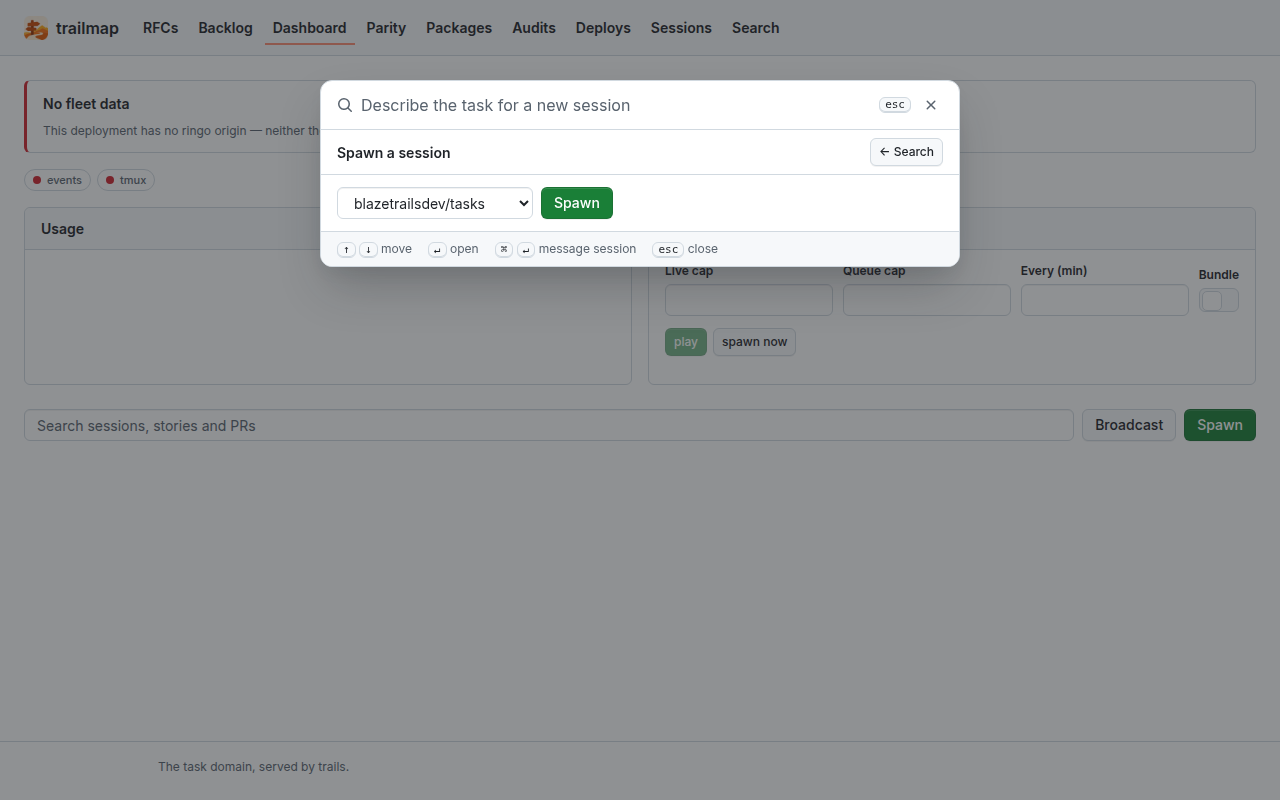 trailmap RFCs Backlog Dashboard Parity Packages Audits Deploys Sessions Search
No fleet data
This deployment has no ringo origin — neither th
Describe the task for a new session esc ×
Spawn a session ← Search
blazetrailsdev/tasks Spawn
↑ ↓ move ↵ open ⌘ ↵ message session esc close
events tmux
Usage
Live cap Queue cap Every (min) Bundle
play spawn now
Search sessions, stories and PRs Broadcast Spawn
The task domain, served by trails.